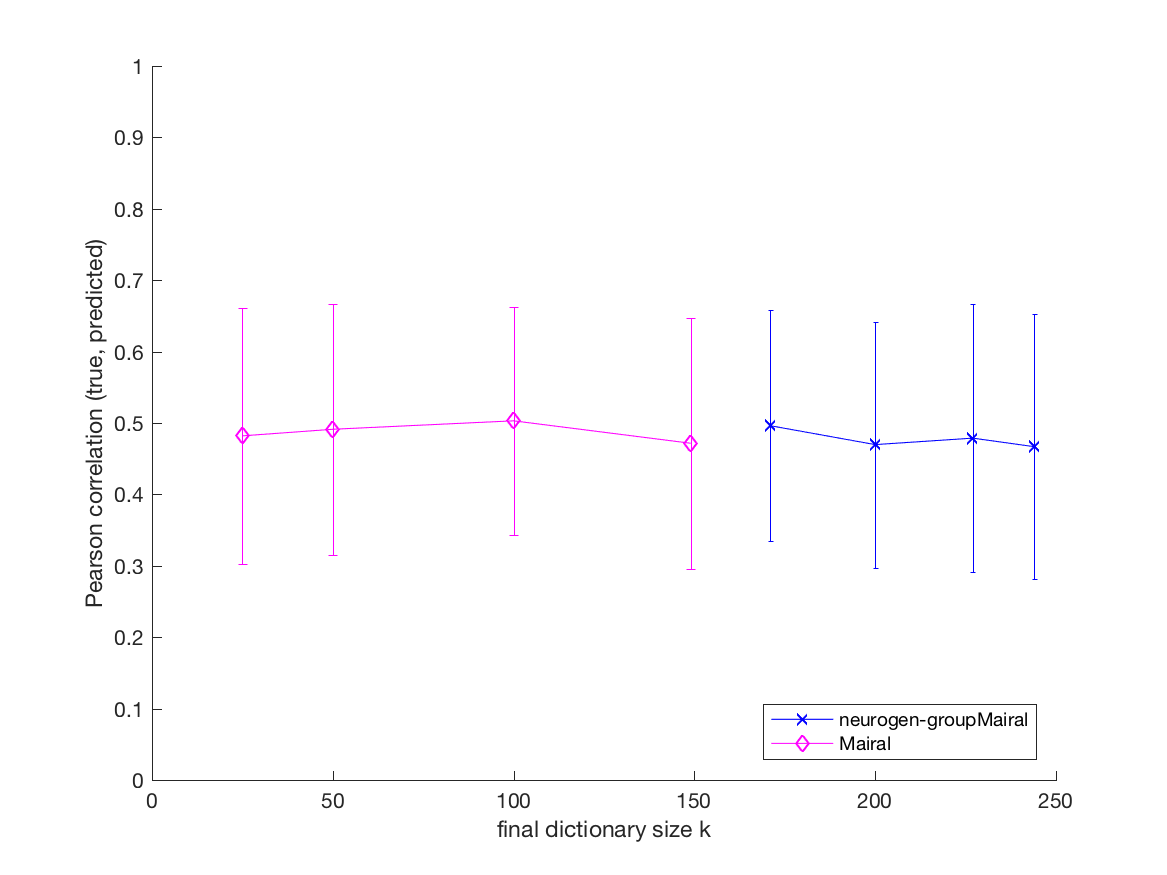 1
0.9
0.8
0.7
0.6
0.5
0.4
0.3
0.2
0.1
0
Pearson correlation (true, predicted)
neurogen-groupMairal
Mairal
0 50 100 150 200 250
final dictionary size k